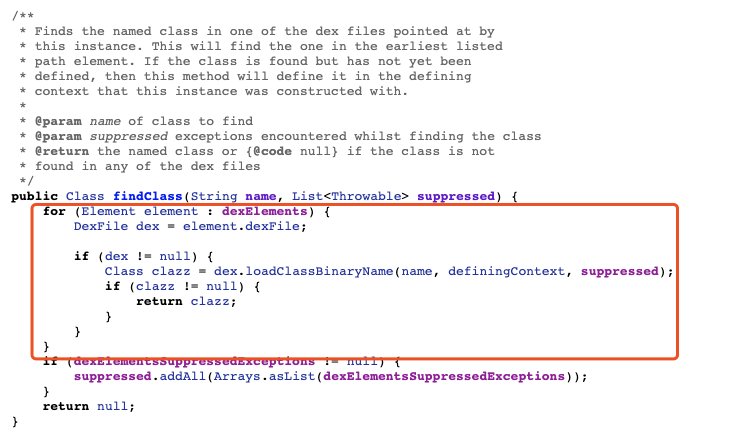 /**
 * Finds the named class in one of the dex files pointed at by
 * this instance. This will find the one in the earliest listed
 * path element. If the class is found but has not yet been
 * defined, then this method will define it in the defining
 * context that this instance was constructed with.
 *
 * @param name of class to find
 * @param suppressed exceptions encountered whilst finding the class
 * @return the named class or {@code null} if the class is not
 * found in any of the dex files
 */
public Class findClass(String name, List<Throwable> suppressed) {
    for (Element element : dexElements) {
        DexFile dex = element.dexFile;

        if (dex != null) {
            Class clazz = dex.loadClassBinaryName(name, definingContext, suppressed);
            if (clazz != null) {
                return clazz;
            }
        }
    }
    if (dexElementsSuppressedExceptions != null) {
        suppressed.addAll(Arrays.asList(dexElementsSuppressedExceptions));
    }
    return null;
}